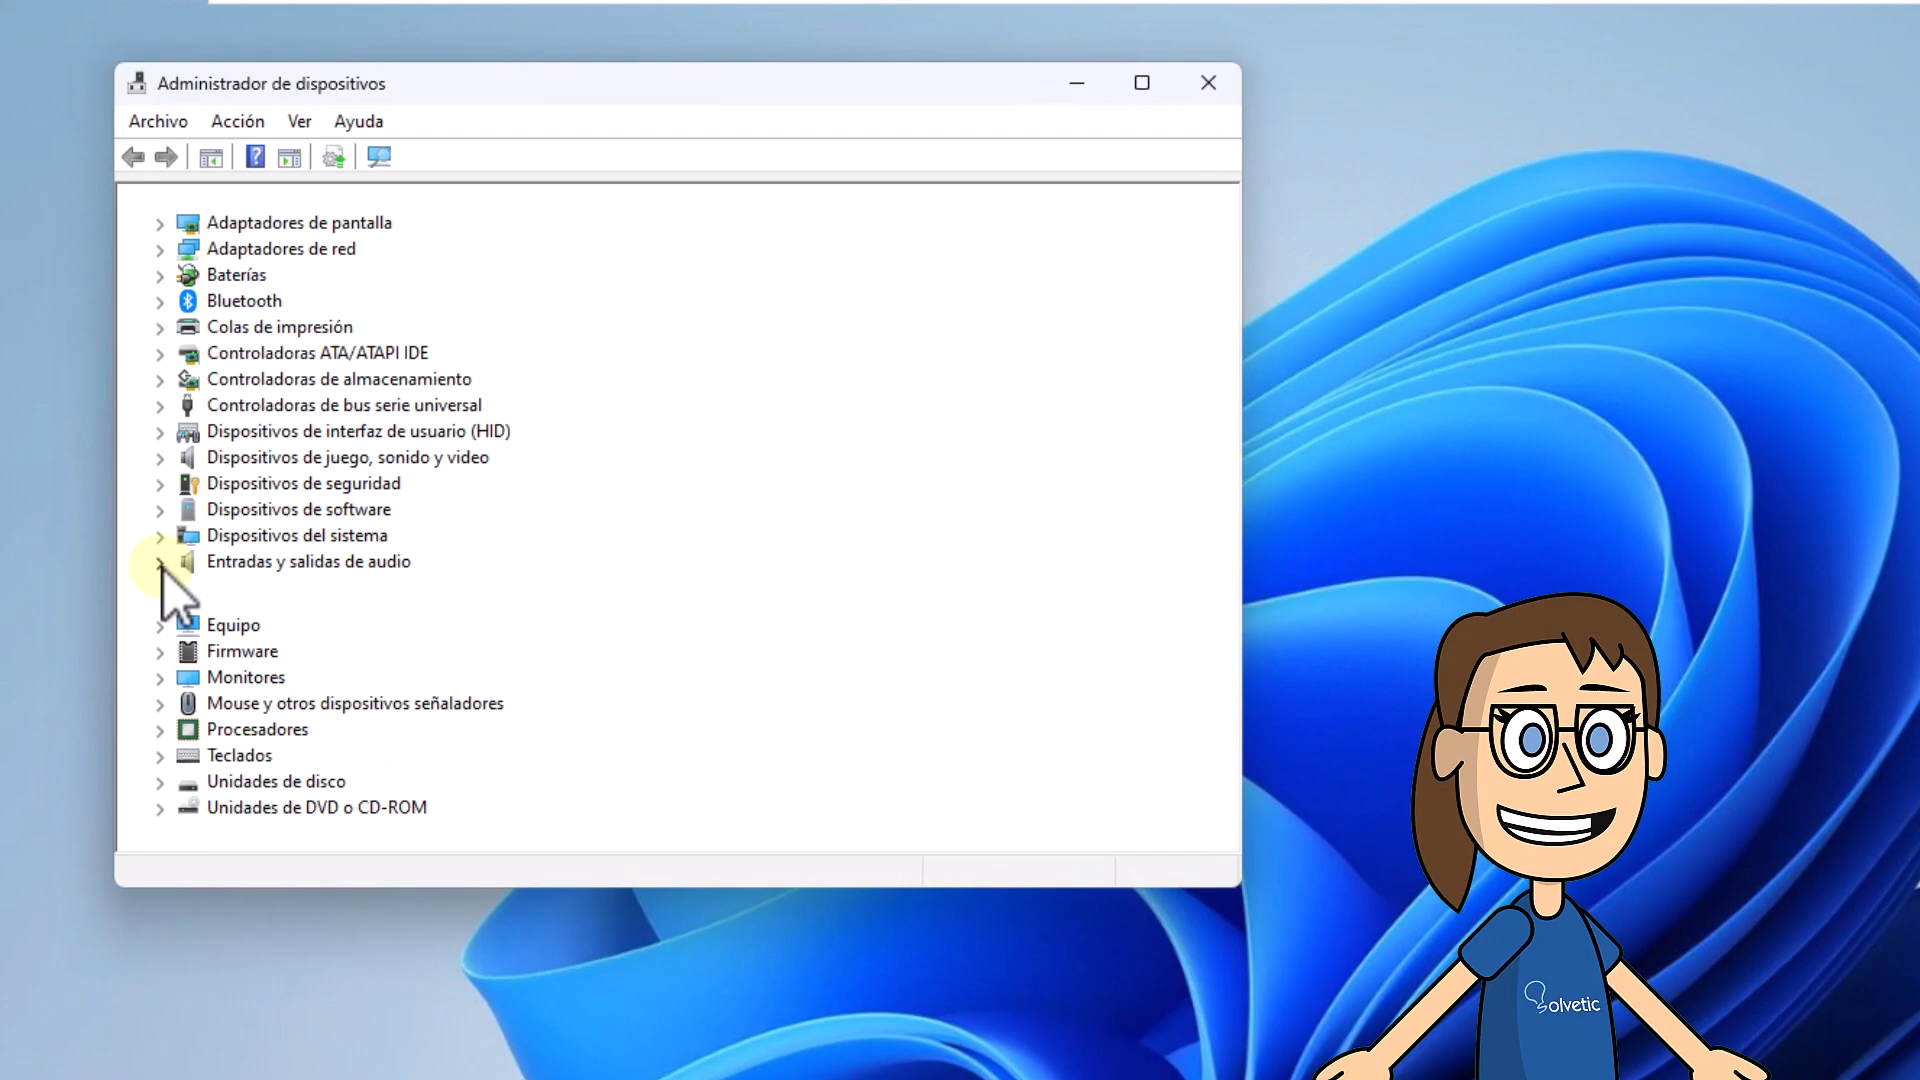 Administrador de dispositivos
Archivo Acción Ver Ayuda
Adaptadores de pantalla
Adaptadores de red
Baterías
Bluetooth
Colas de impresión
Controladoras ATA/ATAPI IDE
Controladoras de almacenamiento
Controladoras de bus serie universal
Dispositivos de interfaz de usuario (HID)
Dispositivos de juego, sonido y video
Dispositivos de seguridad
Dispositivos de software
Dispositivos del sistema
Entradas y salidas de audio
Equipo
Firmware
Monitores
Mouse y otros dispositivos señaladores
Procesadores
Teclados
Unidades de disco
Unidades de DVD o CD-ROM
Solvetic